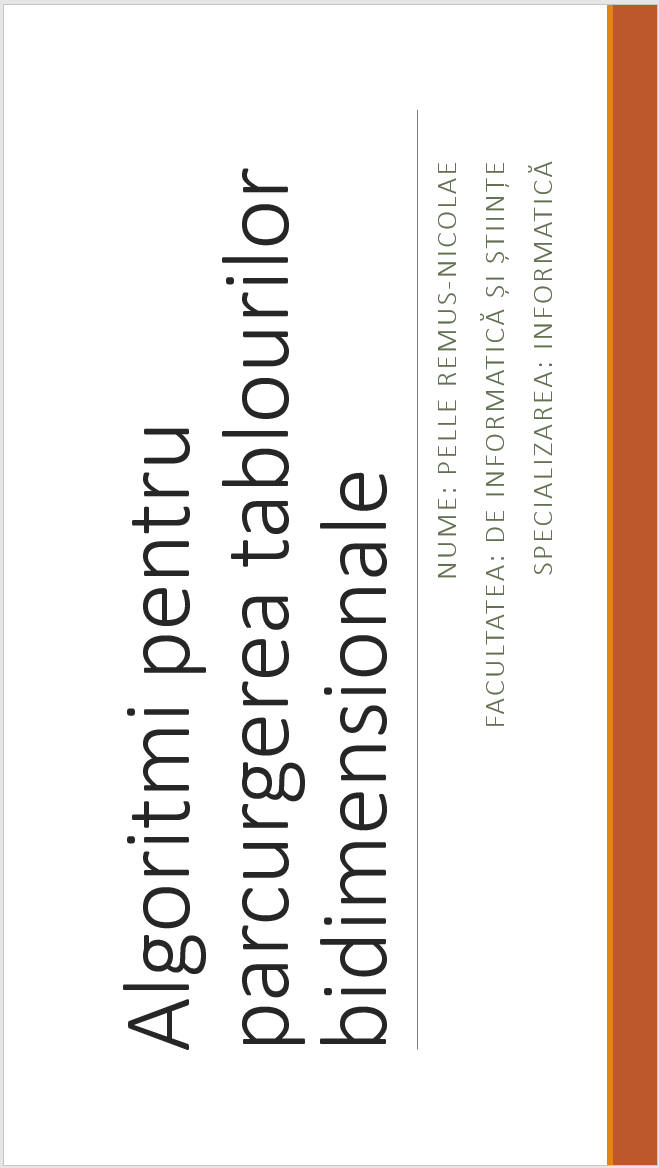 Algoritmi pentru
parcurgerea tablourilor
bidimensionale
NUME: PELLE REMUS-NICOLAE
FACULTATEA: DE INFORMATICĂ ȘI ȘTIINȚE
SPECIALIZAREA: INFORMATICĂ